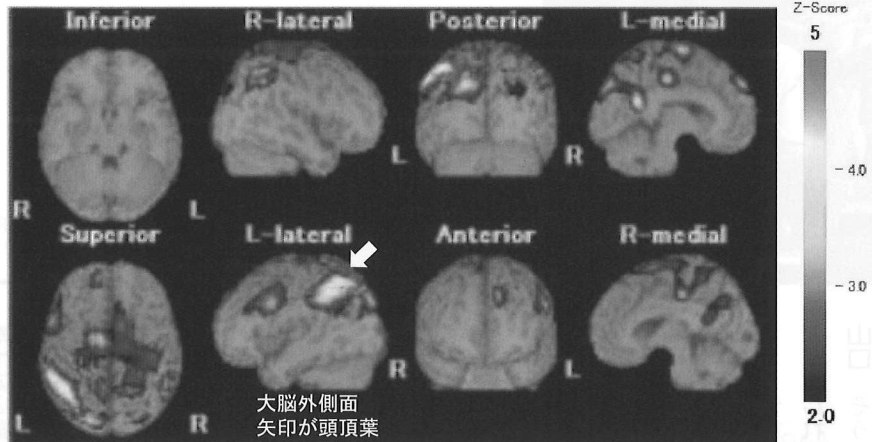 Z-Score
Inferior
R-lateral
Posterior
L-medial
5
4.0
3.0
2.0
L
R
R
L
Superior
L-lateral
Anterior
R-medial
R
L
L
R
大脳外側面
矢印が頭頂葉